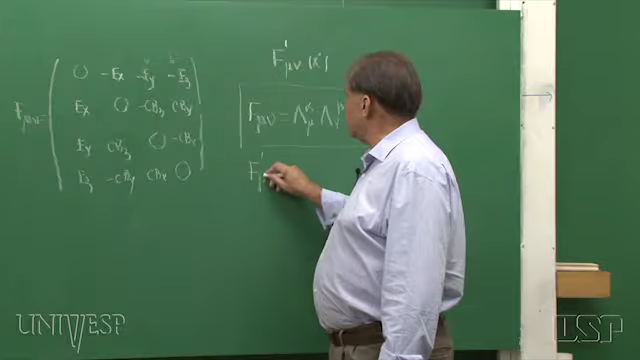 F'μν (x')
Fμν =
0 -Ex -Ey -Ez
Ex 0 -cBz cBy
Ey cBz 0 -cBx
Ez -cBy cBx 0
F'μν = Λ^α_μ Λ^β_ν
F'
UNIVESP
USP